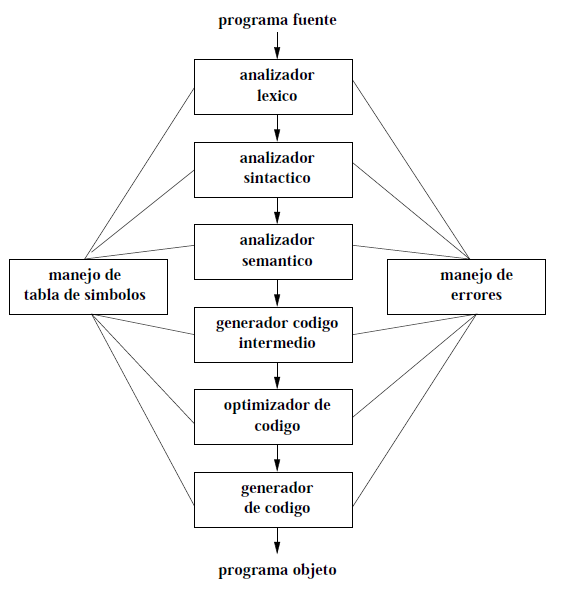 programa fuente
analizador
lexico
analizador
sintactico
analizador
semantico
manejo de
tabla de simbolos
manejo de
errores
generador codigo
intermedio
optimizador de
codigo
generador
de codigo
programa objeto